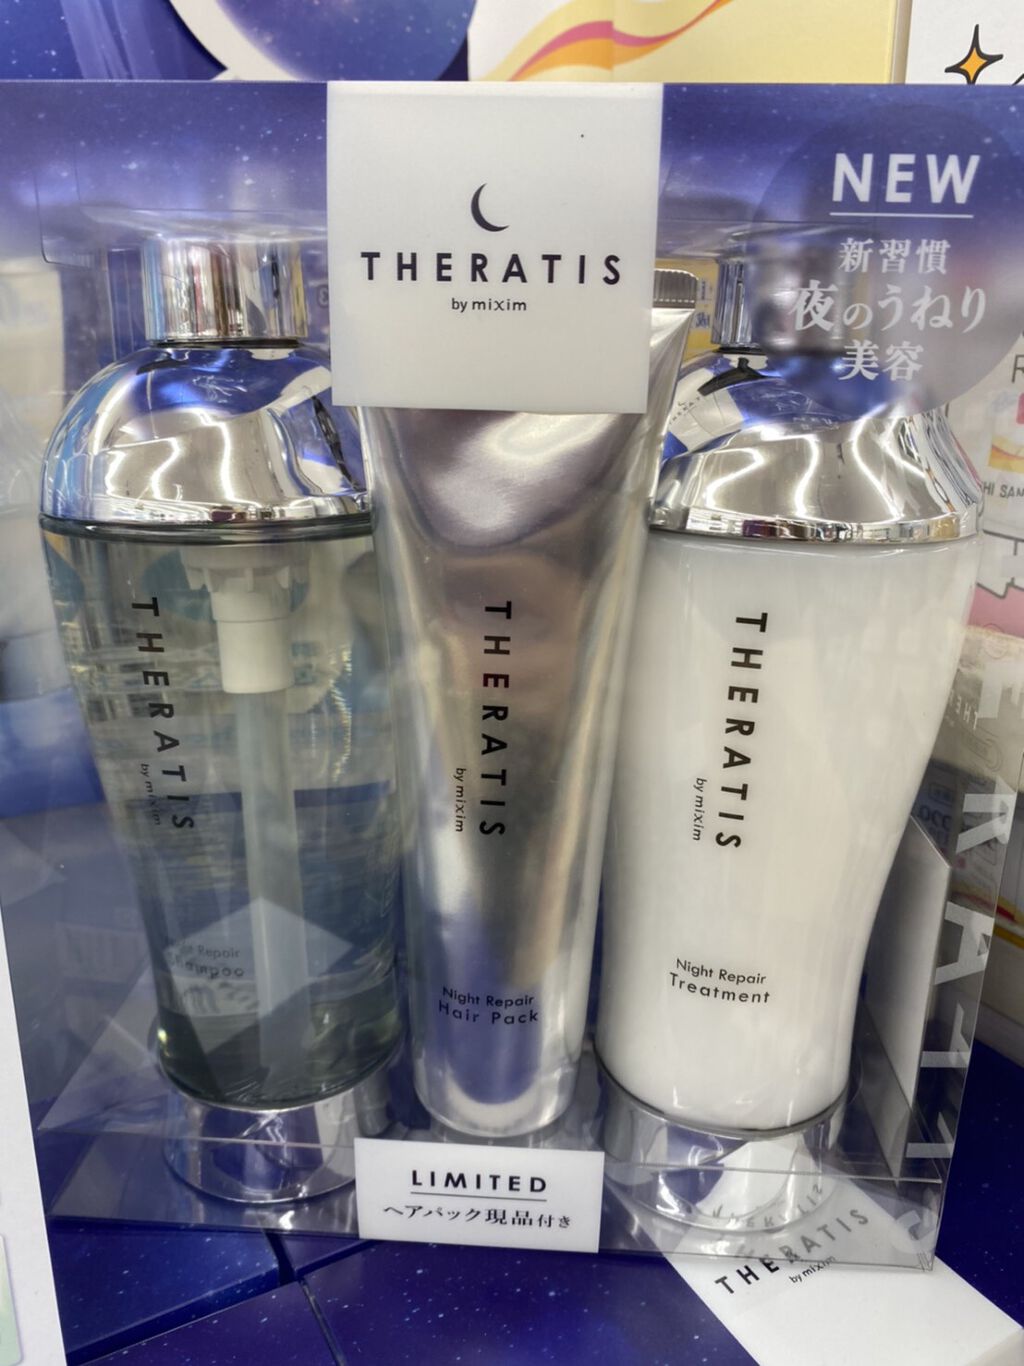 THERATIS
by mixim
NEW
新習慣
夜のうねり
美容
THERATIS
by mixim
Night Repair
Shampoo
THERATIS
by mixim
Night Repair
Hair Pack
THERATIS
by mixim
Night Repair
Treatment
LIMITED
ヘアパック現品付き
THERATIS
by mixim